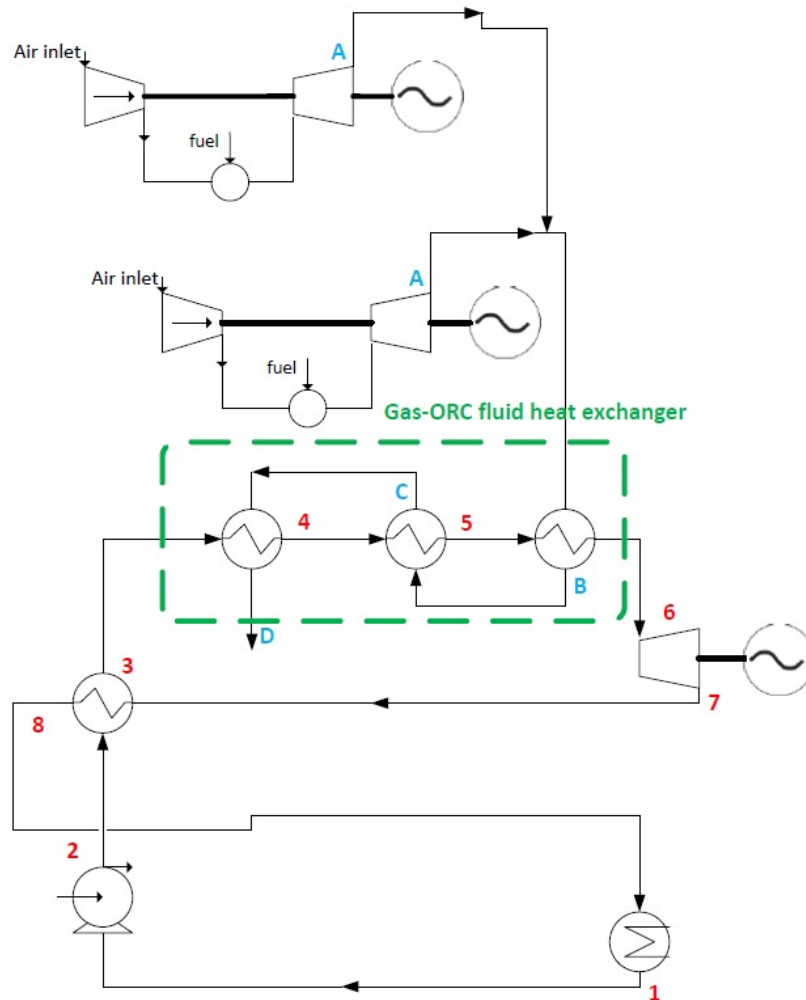 A
Air inlet
fuel
A
Air inlet
fuel
Gas-ORC fluid heat exchanger
C
4
5
B
D
6
3
7
8
2
1